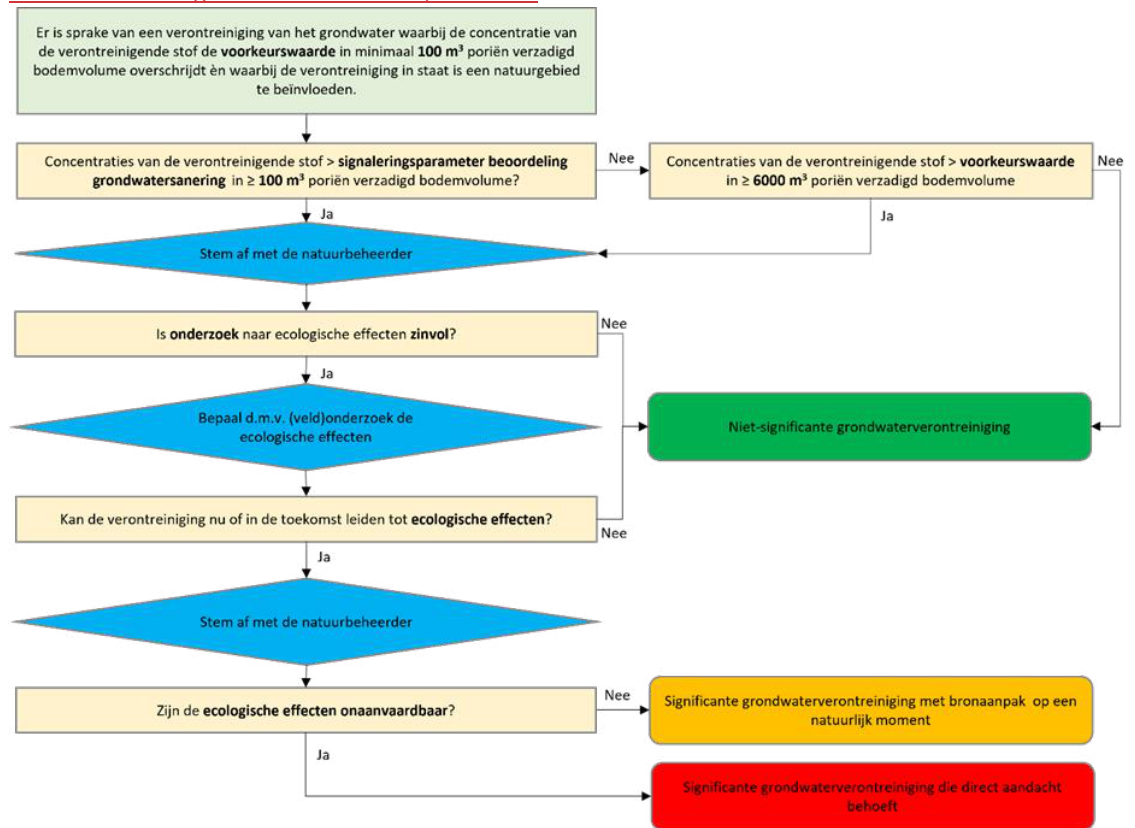 Er is sprake van een verontreiniging van het grondwater waarbij de concentratie van
de verontreinigende stof de voorkeurswaarde in minimaal 100 m³ poriën verzadigd
bodemvolume overschrijdt èn waarbij de verontreiniging in staat is een natuurgebied
te beïnvloeden.
Concentraties van de verontreinigende stof > signaleringsparameter beoordeling
grondwatersanering in ≥ 100 m³ poriën verzadigd bodemvolume?
Nee
Concentraties van de verontreinigende stof > voorkeurswaarde
in ≥ 6000 m³ poriën verzadigd bodemvolume
Nee
Ja
Ja
Stem af met de natuurbeheerder
Is onderzoek naar ecologische effecten zinvol?
Nee
Ja
Bepaal d.m.v. (veld)onderzoek de
ecologische effecten
Niet-significante grondwaterverontreiniging
Kan de verontreiniging nu of in de toekomst leiden tot ecologische effecten?
Nee
Ja
Stem af met de natuurbeheerder
Zijn de ecologische effecten onaanvaardbaar?
Nee
Significante grondwaterverontreiniging met bronaanpak op een
natuurlijk moment
Ja
Significante grondwaterverontreiniging die direct aandacht
behoeft